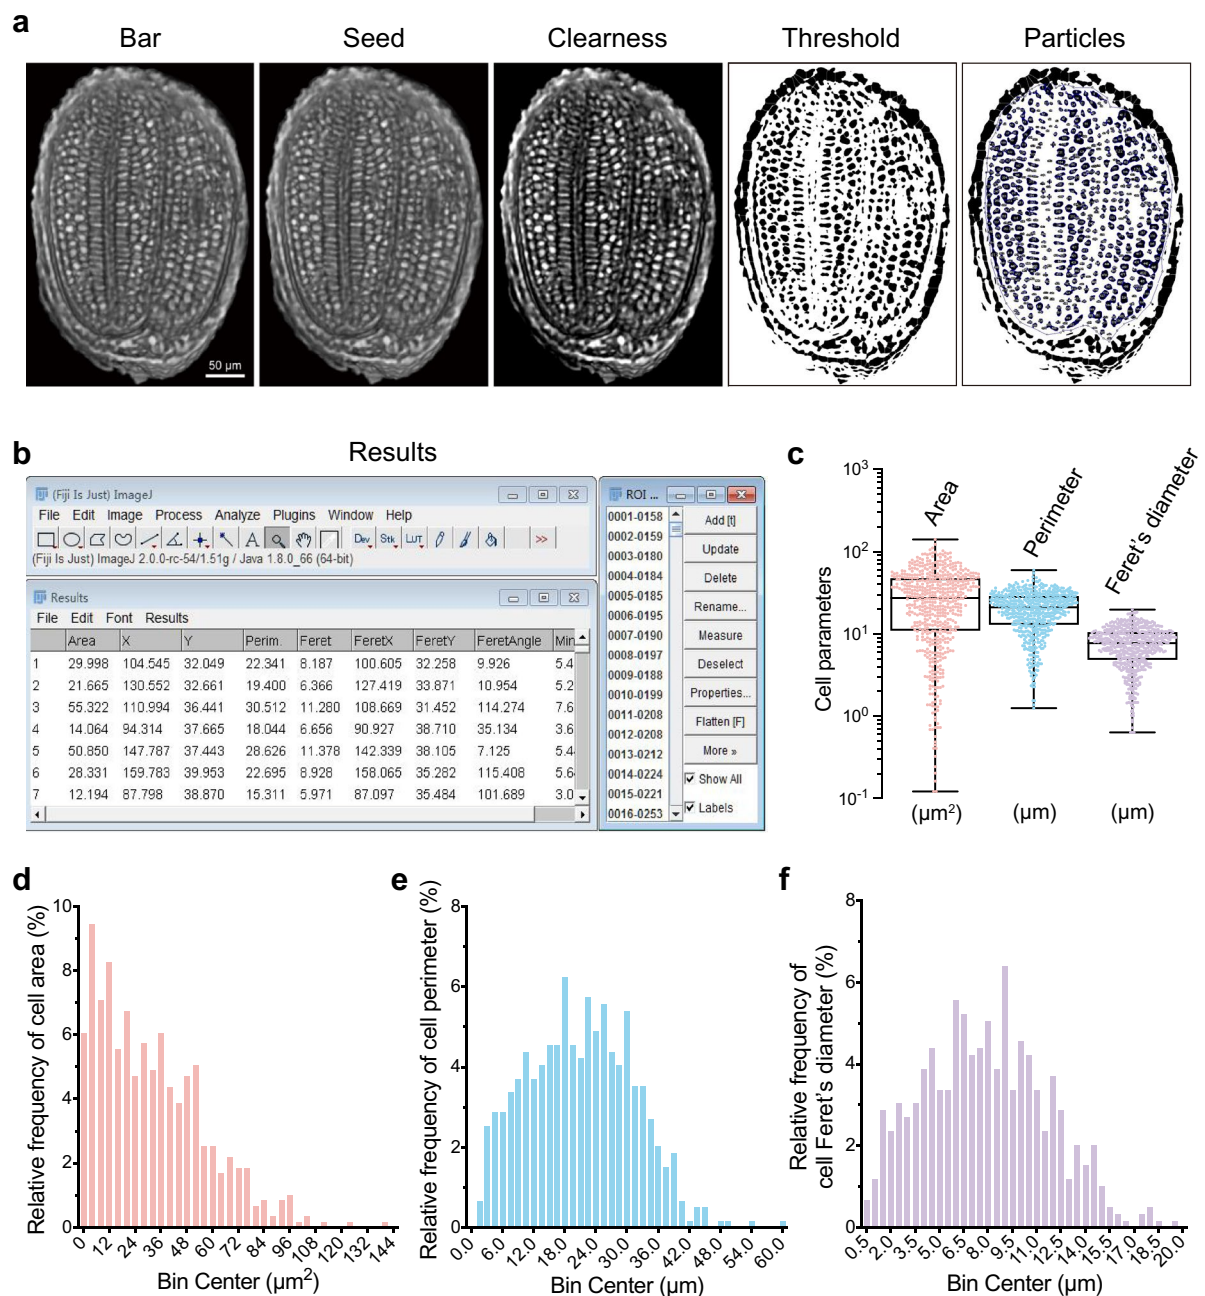 a
Bar Seed Clearness Threshold Particles
50 µm
b
Results
(Fiji Is Just) ImageJ
File Edit Image Process Analyze Plugins Window Help
A Dev Stk LUT >>
(Fiji Is Just) ImageJ 2.0.0-rc-54/1.51g / Java 1.8.0_66 (64-bit)
Results
File Edit Font Results
Area X Y Perim. Feret FeretX FeretY FeretAngle Min
1 29.998 104.545 32.049 22.341 8.187 100.605 32.258 9.926 5.4
2 21.665 130.552 32.661 19.400 6.366 127.419 33.871 10.954 5.2
3 55.322 110.994 36.441 30.512 11.280 108.669 31.452 114.274 7.6
4 14.064 94.314 37.665 18.044 6.656 90.927 38.710 35.134 3.6
5 50.850 147.787 37.443 28.626 11.378 142.339 38.105 7.125 5.4
6 28.331 159.783 39.953 22.695 8.928 158.065 35.282 115.408 5.6
7 12.194 87.798 38.870 15.311 5.971 87.097 35.484 101.689 3.0
ROI ...
0001-0158
0002-0159
0003-0180
0004-0184
0005-0185
0006-0195
0007-0190
0008-0197
0009-0188
0010-0199
0011-0208
0012-0208
0013-0212
0014-0224
0015-0221
0016-0253
Add [t]
Update
Delete
Rename...
Measure
Deselect
Properties...
Flatten [F]
More »
Show All
Labels
c
Cell parameters
10³
10²
10¹
10⁰
10⁻¹
Area
Perimeter
Feret's diameter
(µm²) (µm) (µm)
d
Relative frequency of cell area (%)
10
8
6
4
2
0
0 12 24 36 48 60 72 84 96 108 120 132 144
Bin Center (µm²)
e
Relative frequency of cell perimeter (%)
8
6
4
2
0
0.0 6.0 12.0 18.0 24.0 30.0 36.0 42.0 48.0 54.0 60.0
Bin Center (µm)
f
Relative frequency of
cell Feret's diameter (%)
8
6
4
2
0
0.5 2.0 3.5 5.0 6.5 8.0 9.5 11.0 12.5 14.0 15.5 17.0 18.5 20.0
Bin Center (µm)